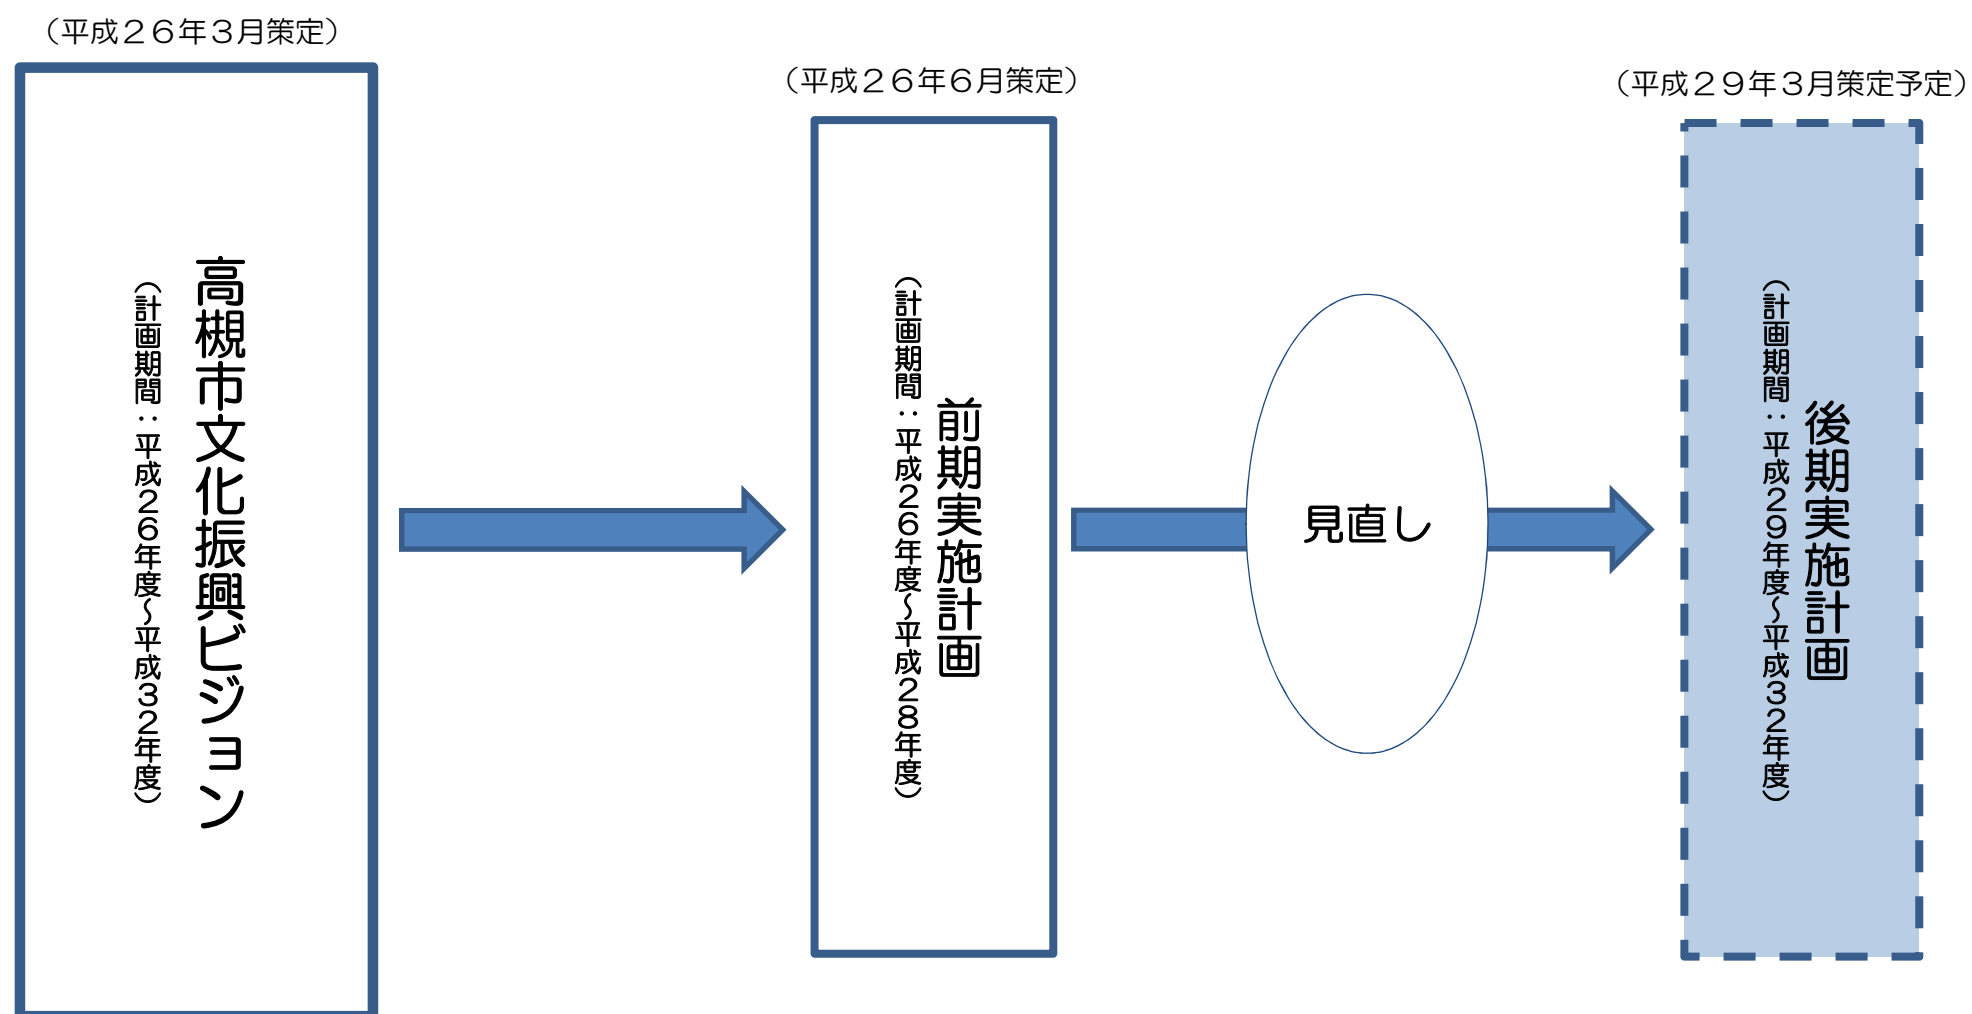 （平成２６年３月策定）
高槻市文化振興ビジョン
（計画期間：平成２６年度～平成３２年度）
（平成２６年６月策定）
前期実施計画
（計画期間：平成２６年度～平成２８年度）
見直し
（平成２９年３月策定予定）
後期実施計画
（計画期間：平成２９年度～平成３２年度）